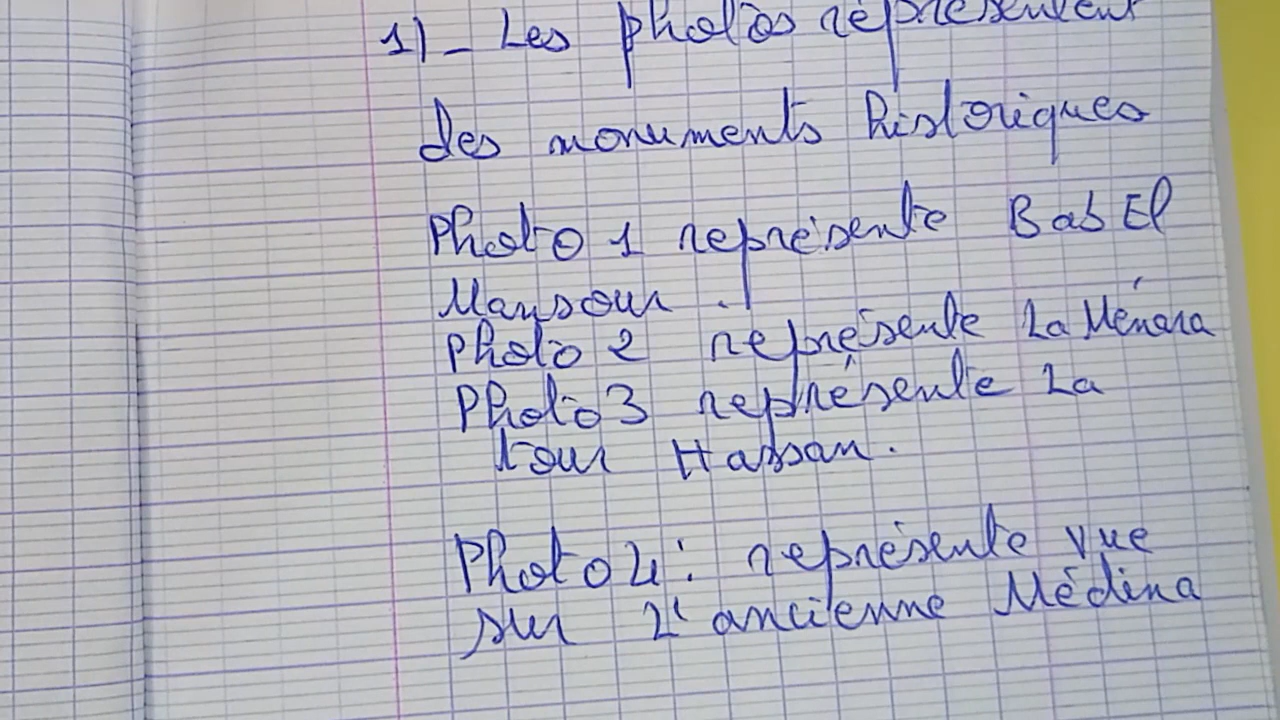 1) - Les photos représentent
des monuments historiques
Photo 1 représente Bab El
Mansour .
photo 2 représente La Ménara
Photo 3 représente La
tour Hassan.
Photo 4 : représente vue
sur L'ancienne Médina